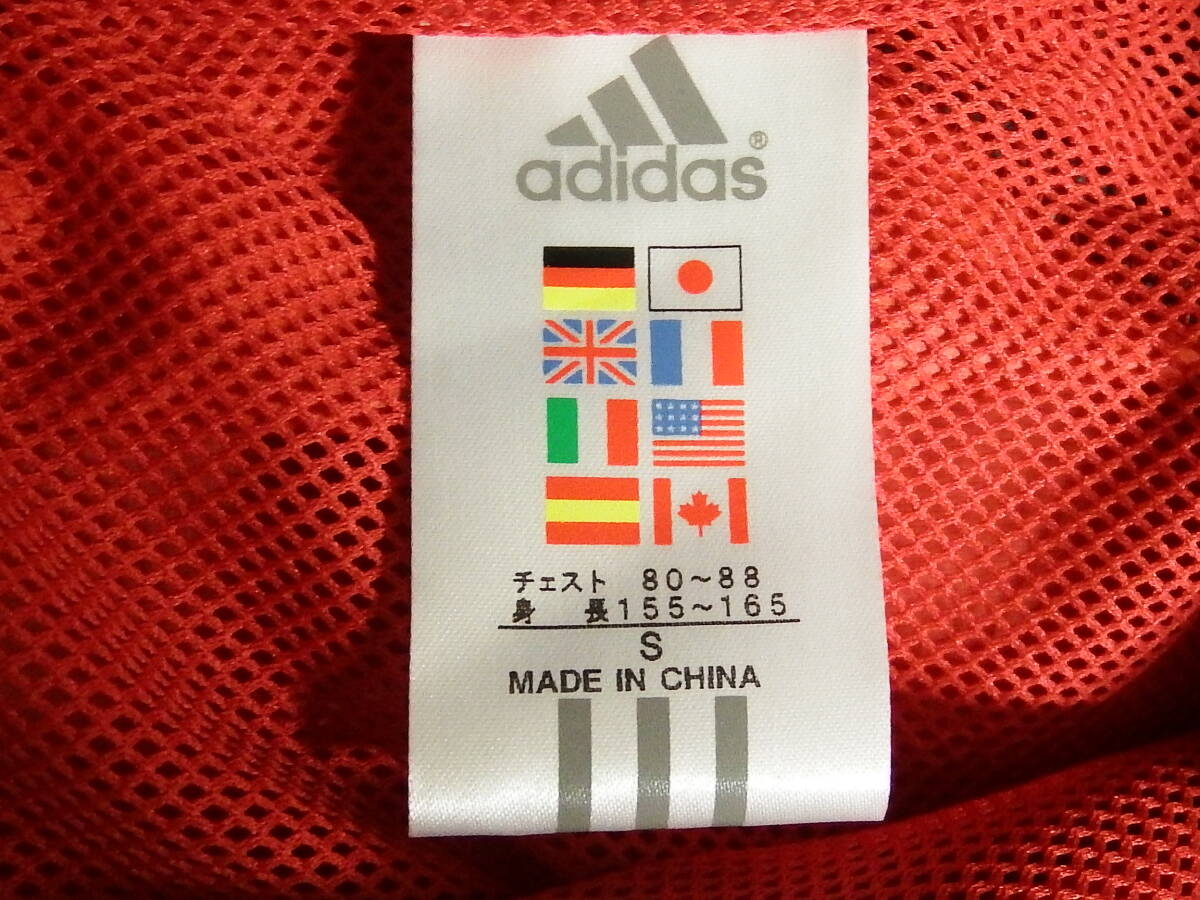 adidas®
チェスト 80～88
身 長155～165
S
MADE IN CHINA